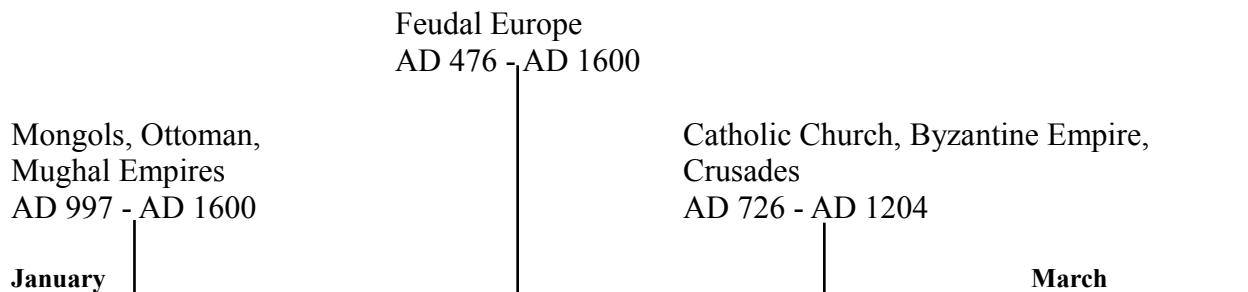 Feudal Europe
AD 476 - AD 1600
Mongols, Ottoman,
Mughal Empires
AD 997 - AD 1600
Catholic Church, Byzantine Empire,
Crusades
AD 726 - AD 1204
January
March